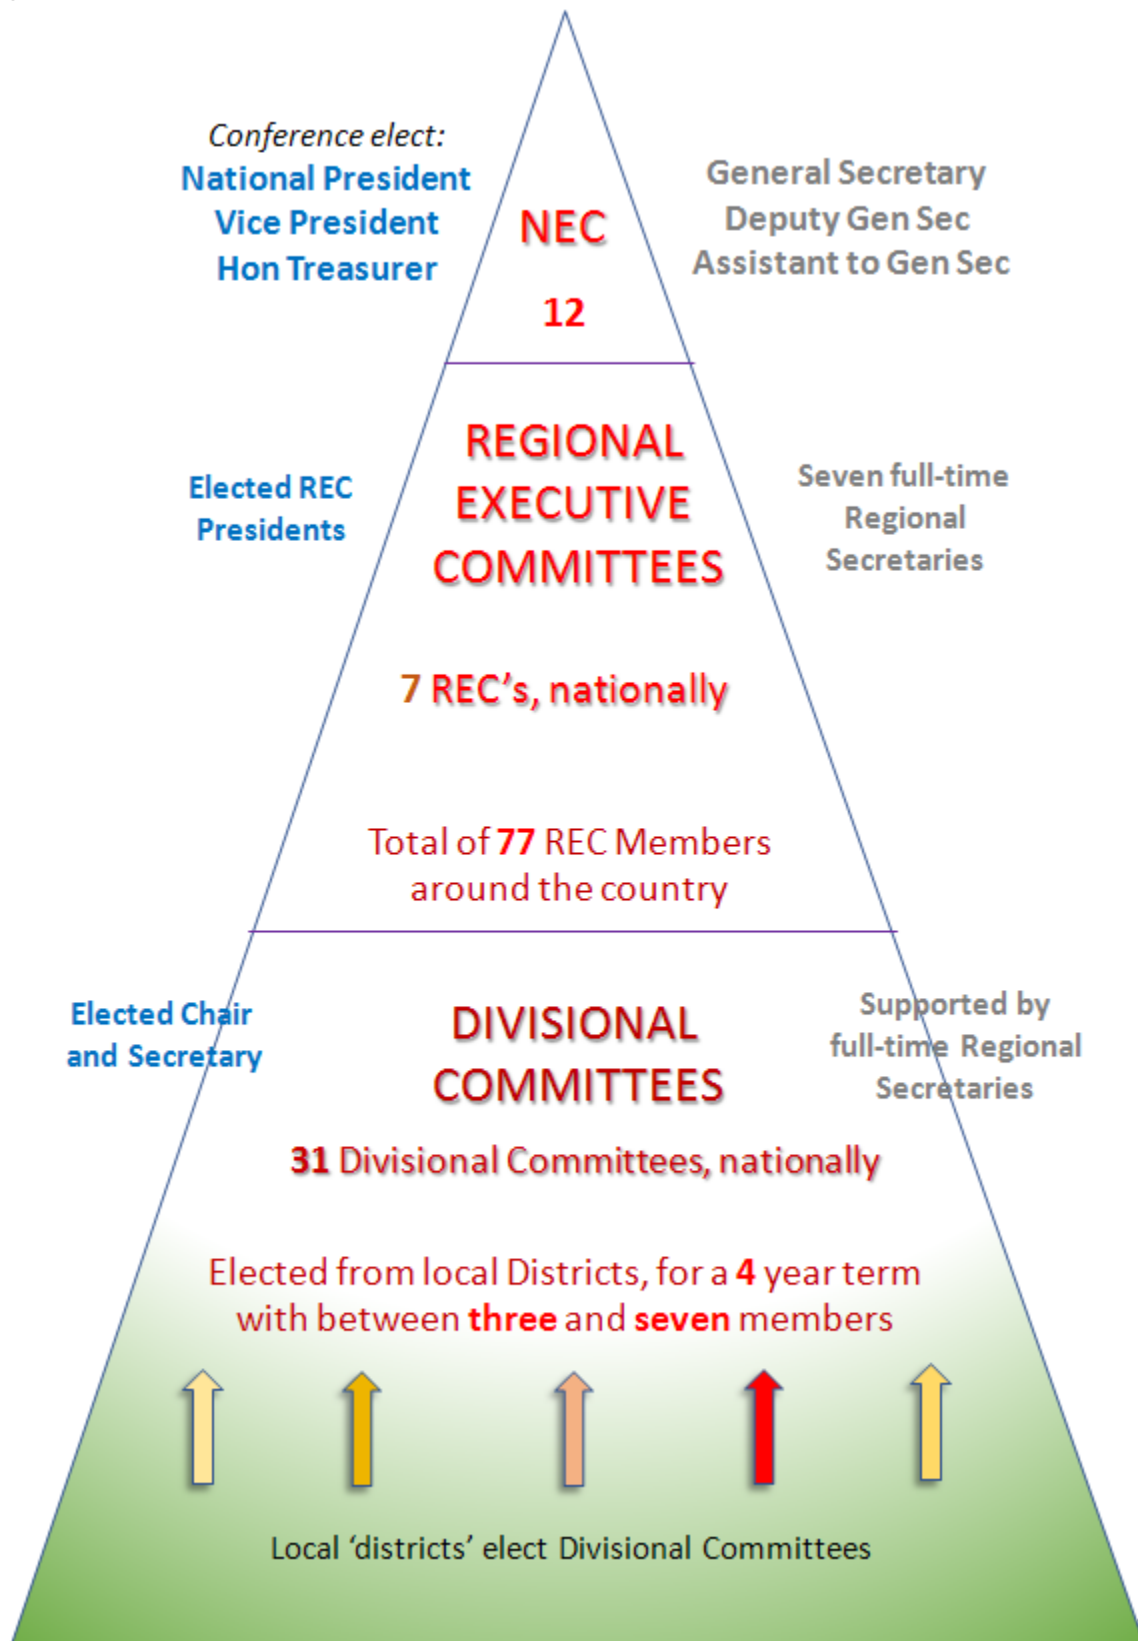 Conference elect:
National President
Vice President
Hon Treasurer
NEC
12
General Secretary
Deputy Gen Sec
Assistant to Gen Sec
Elected REC
Presidents
REGIONAL
EXECUTIVE
COMMITTEES
Seven full-time
Regional
Secretaries
7 REC’s, nationally
Total of 77 REC Members
around the country
Elected Chair
and Secretary
DIVISIONAL
COMMITTEES
Supported by
full-time Regional
Secretaries
31 Divisional Committees, nationally
Elected from local Districts, for a 4 year term
with between three and seven members
Local ‘districts’ elect Divisional Committees